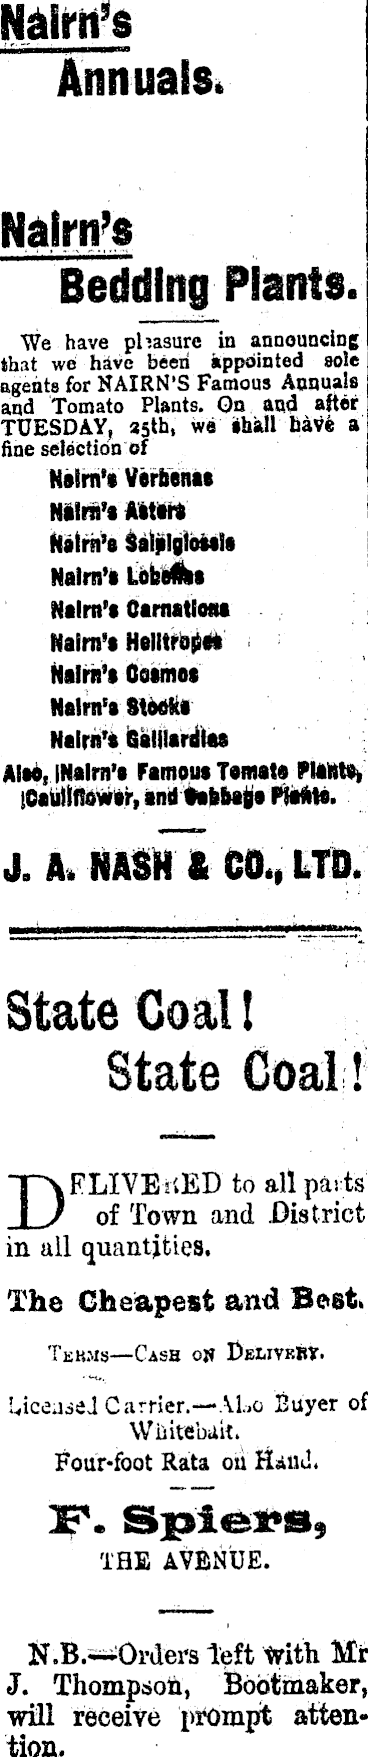 Nairn's
Annuals.
Nairn's
Bedding Plants.
We have pleasure in announcing
that we have been appointed sole
agents for NAIRN'S Famous Annuals
and Tomato Plants. On and after
TUESDAY, 25th, we shall have a
fine selection of
Nairn's Verbenas
Nairn's Asters
Nairn's Salpiglossis
Nairn's Lobelias
Nairn's Carnations
Nairn's Helitropes
Nairn's Cosmos
Nairn's Stocks
Nairn's Gailiardias
Also, Nairn's Famous Tomato Plants,
Cauliflower, and Cabbage Plants.
J. A. NASH & CO., LTD.
State Coal!
State Coal!
DELIVERED to all parts
of Town and District
in all quantities.
The Cheapest and Best.
TERMS—CASH ON DELIVERY.
Licensed Carrier.—Also Buyer of
Whitebait.
Four-foot Rata on Hand.
F. Spiers,
THE AVENUE.
N.B.—Orders left with Mr
J. Thompson, Bootmaker,
will receive prompt atten-
tion.